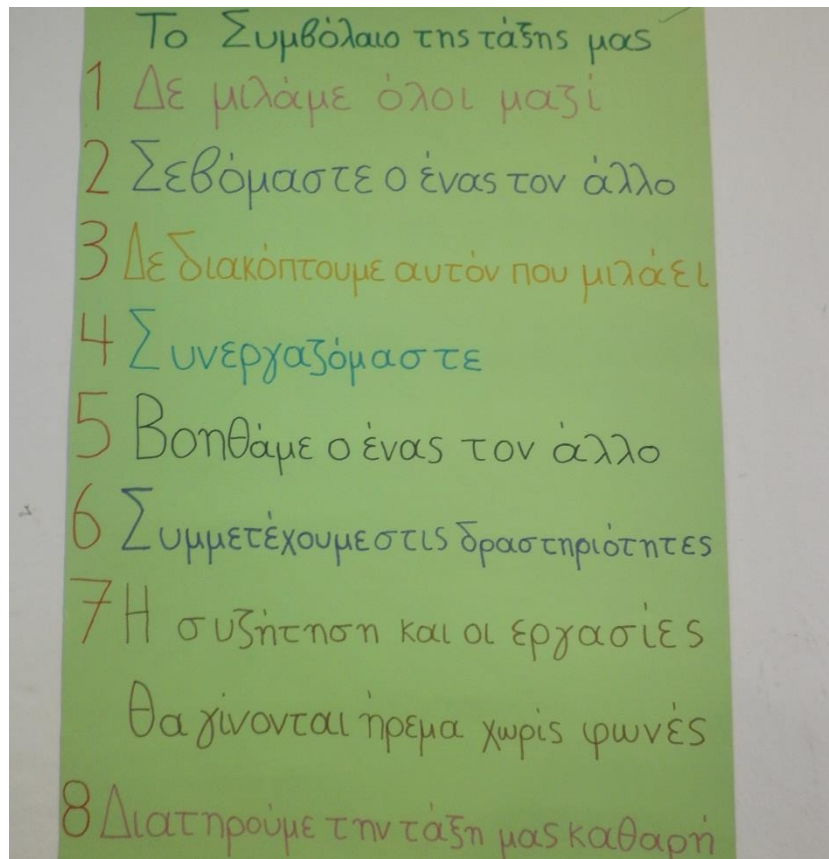 Το Συμβόλαιο της τάξης μας
1 Δε μιλάμε όλοι μαζί
2 Σεβόμαστε ο ένας τον άλλο
3 Δε διακόπτουμε αυτόν που μιλάει
4 Συνεργαζόμαστε
5 Βοηθάμε ο ένας τον άλλο
6 Συμμετέχουμε στις δραστηριότητες
7 Η συζήτηση και οι εργασίες
θα γίνονται ήρεμα χωρίς φωνές
8 Διατηρούμε την τάξη μας καθαρή